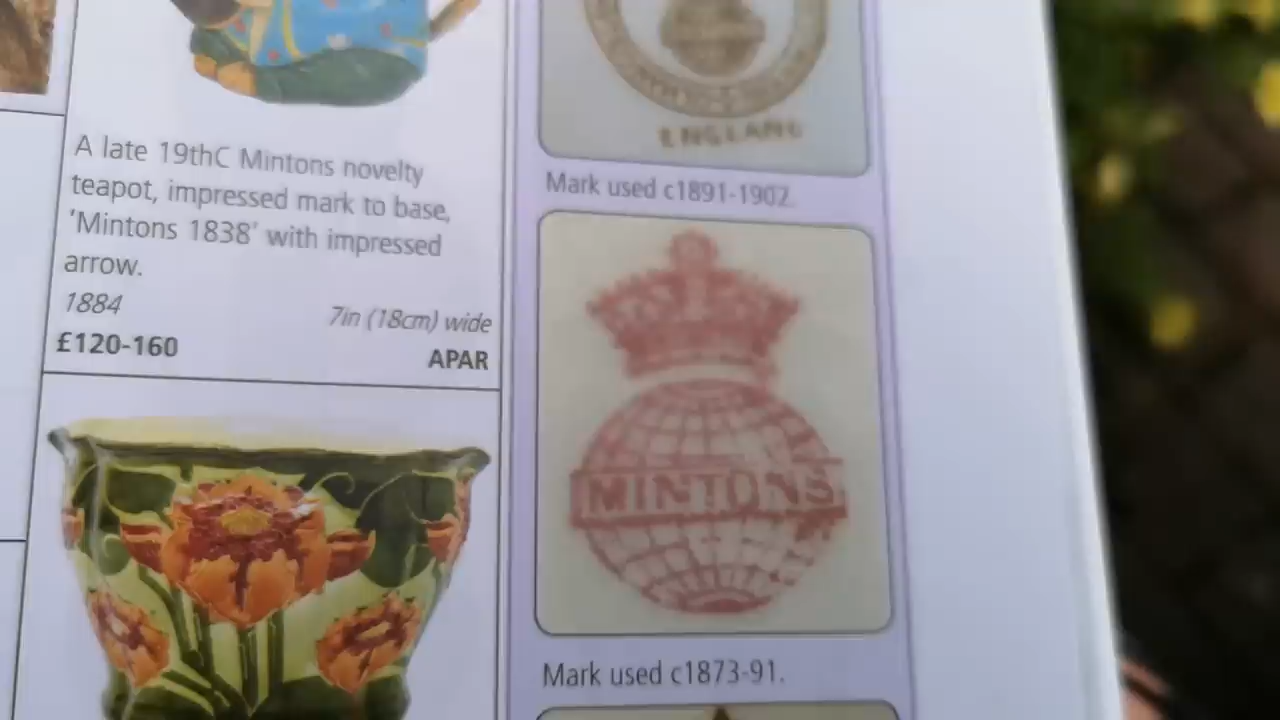 A late 19thC Mintons novelty
teapot, impressed mark to base,
'Mintons 1838' with impressed
arrow.
1884
7in (18cm) wide
£120-160
APAR
ENGLAND
Mark used c1891-1902.
MINTONS
Mark used c1873-91.